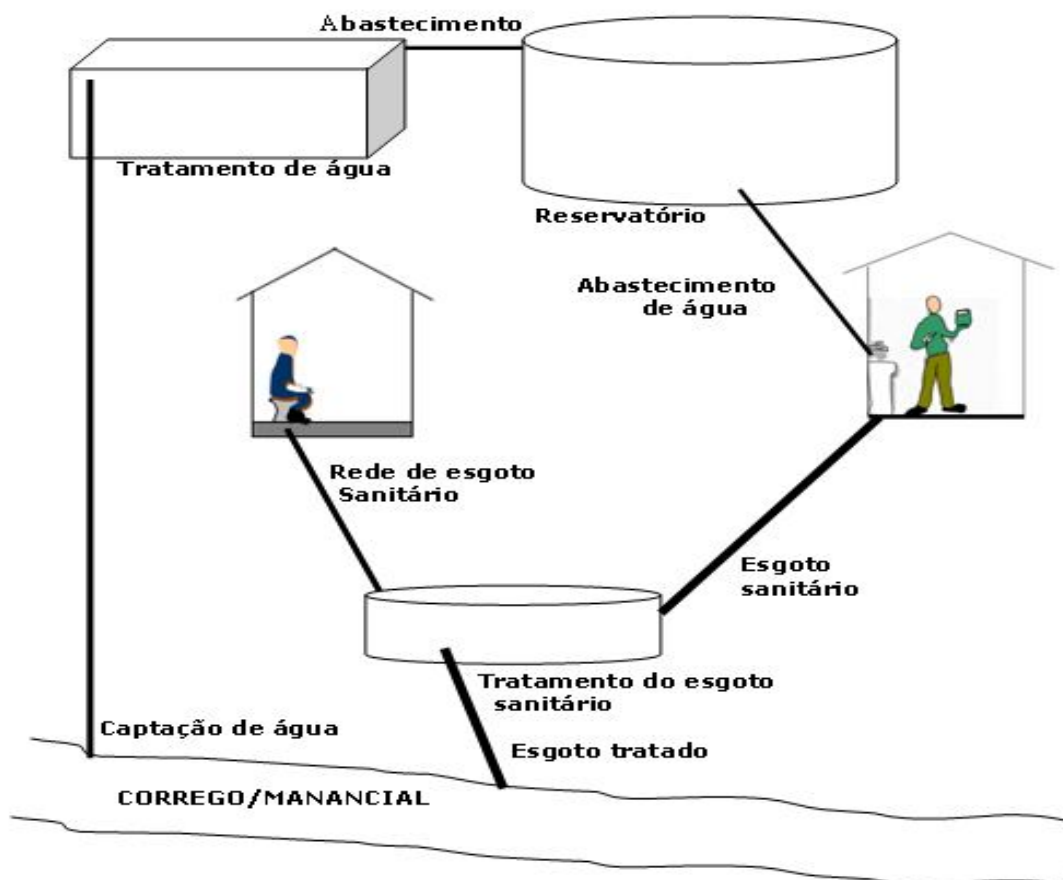 Abastecimento
Tratamento de água
Reservatório
Abastecimento
de água
Rede de esgoto
Sanitário
Esgoto
sanitário
Tratamento do esgoto
sanitário
Captação de água
Esgoto tratado
CORREGO/MANANCIAL